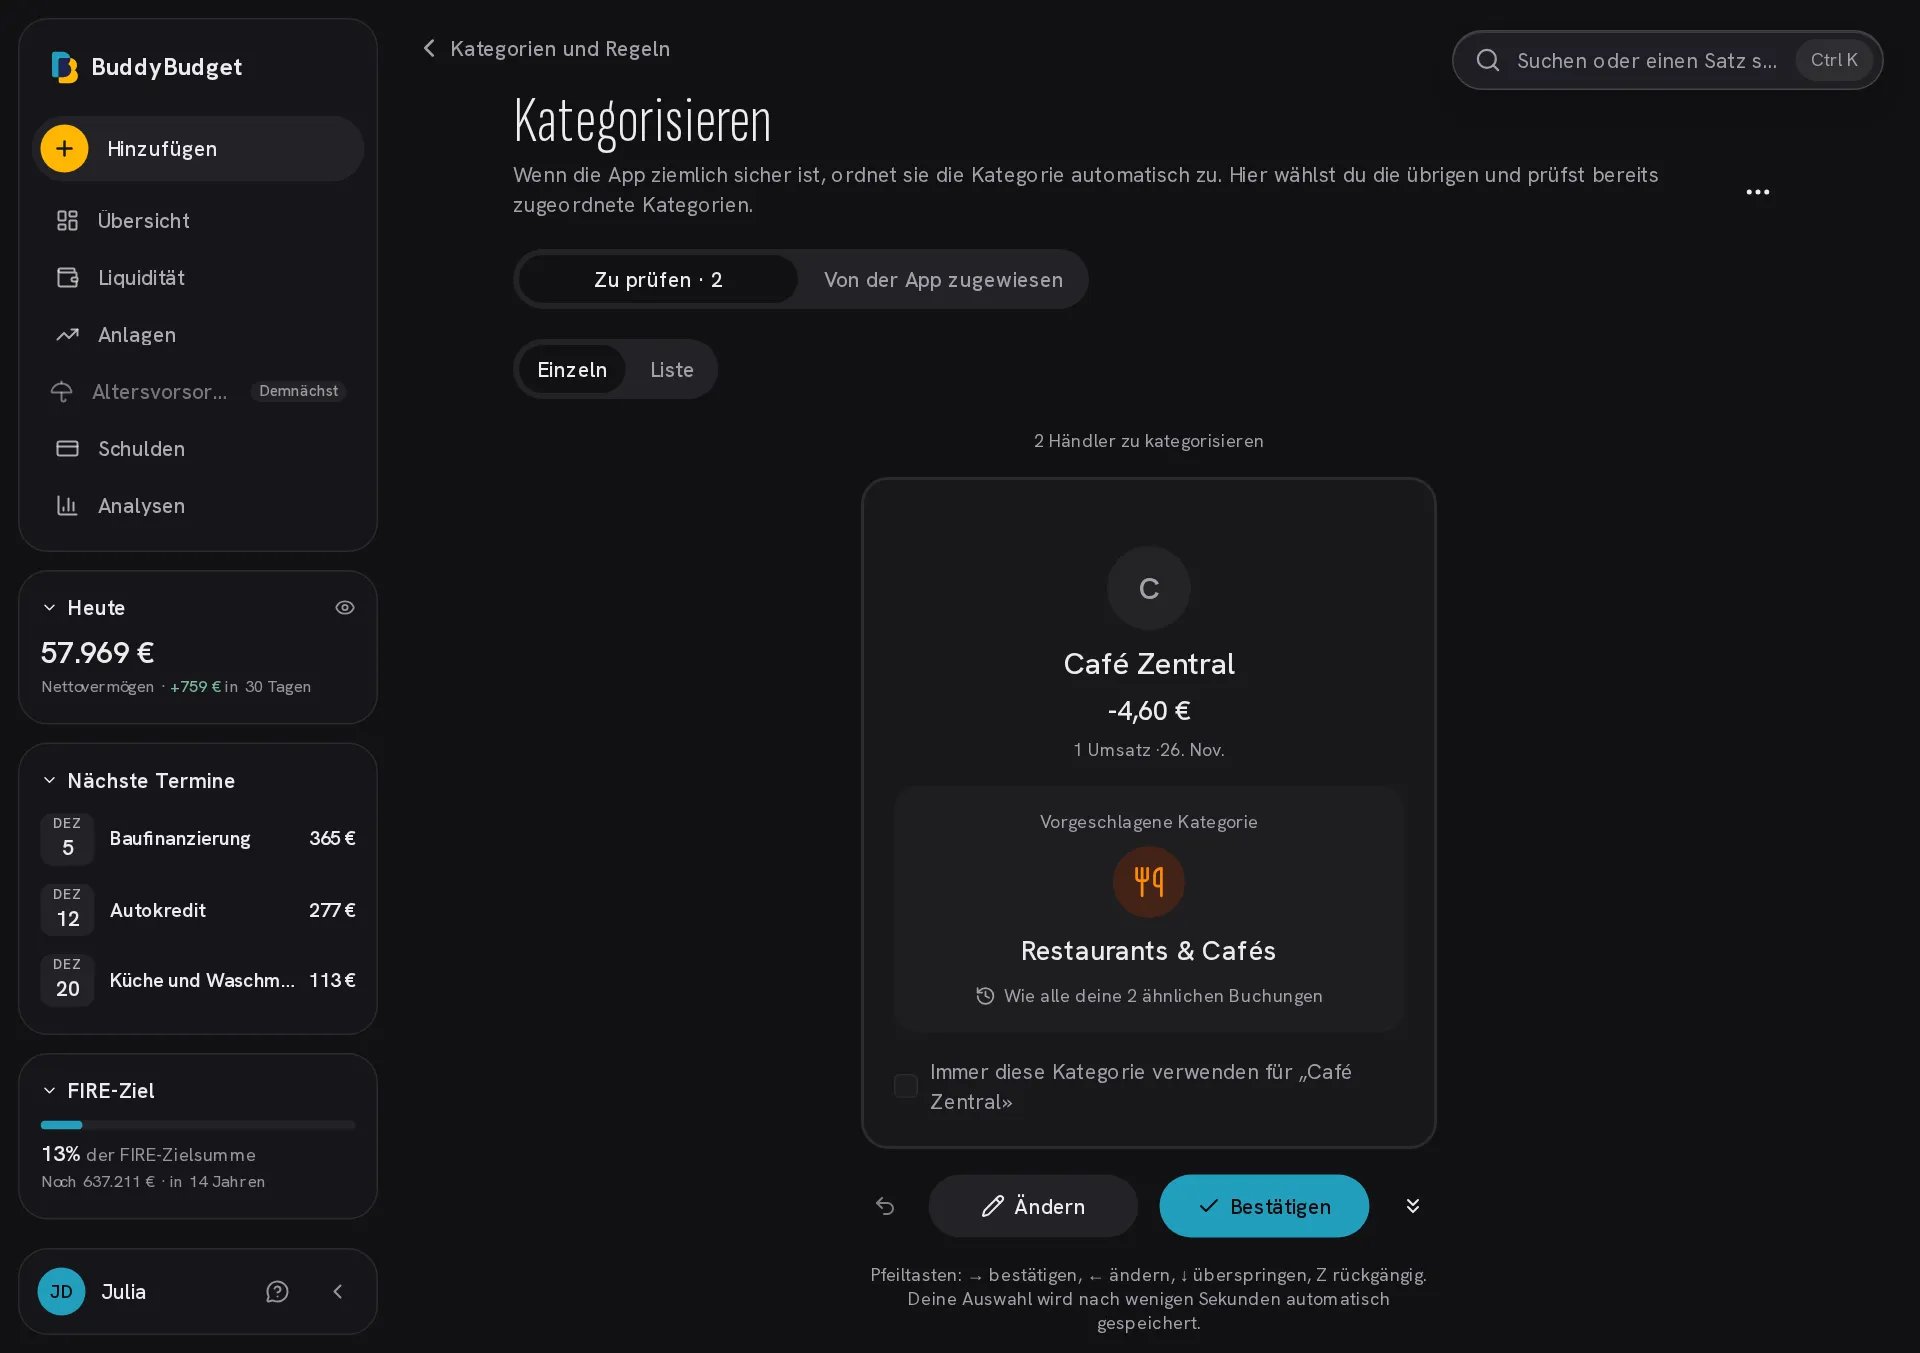 BuddyBudget
Hinzufügen
Übersicht
Liquidität
Anlagen
Altersvorsor... Demnächst
Schulden
Analysen
Heute
57.969 €
Nettovermögen · +759 € in 30 Tagen
Nächste Termine
DEZ
5
Baufinanzierung 365 €
DEZ
12
Autokredit 277 €
DEZ
20
Küche und Waschm... 113 €
FIRE-Ziel
13% der FIRE-Zielsumme
Noch 637.211 € · in 14 Jahren
JD Julia
Kategorien und Regeln
Suchen oder einen Satz s... Ctrl K
Kategorisieren
Wenn die App ziemlich sicher ist, ordnet sie die Kategorie automatisch zu. Hier wählst du die übrigen und prüfst bereits
zugeordnete Kategorien.
Zu prüfen · 2 Von der App zugewiesen
Einzeln Liste
2 Händler zu kategorisieren
C
Café Zentral
-4,60 €
1 Umsatz ·26. Nov.
Vorgeschlagene Kategorie
Restaurants & Cafés
Wie alle deine 2 ähnlichen Buchungen
Immer diese Kategorie verwenden für „Café
Zentral»
Ändern Bestätigen
Pfeiltasten: → bestätigen, ← ändern, ↓ überspringen, Z rückgängig.
Deine Auswahl wird nach wenigen Sekunden automatisch
gespeichert.